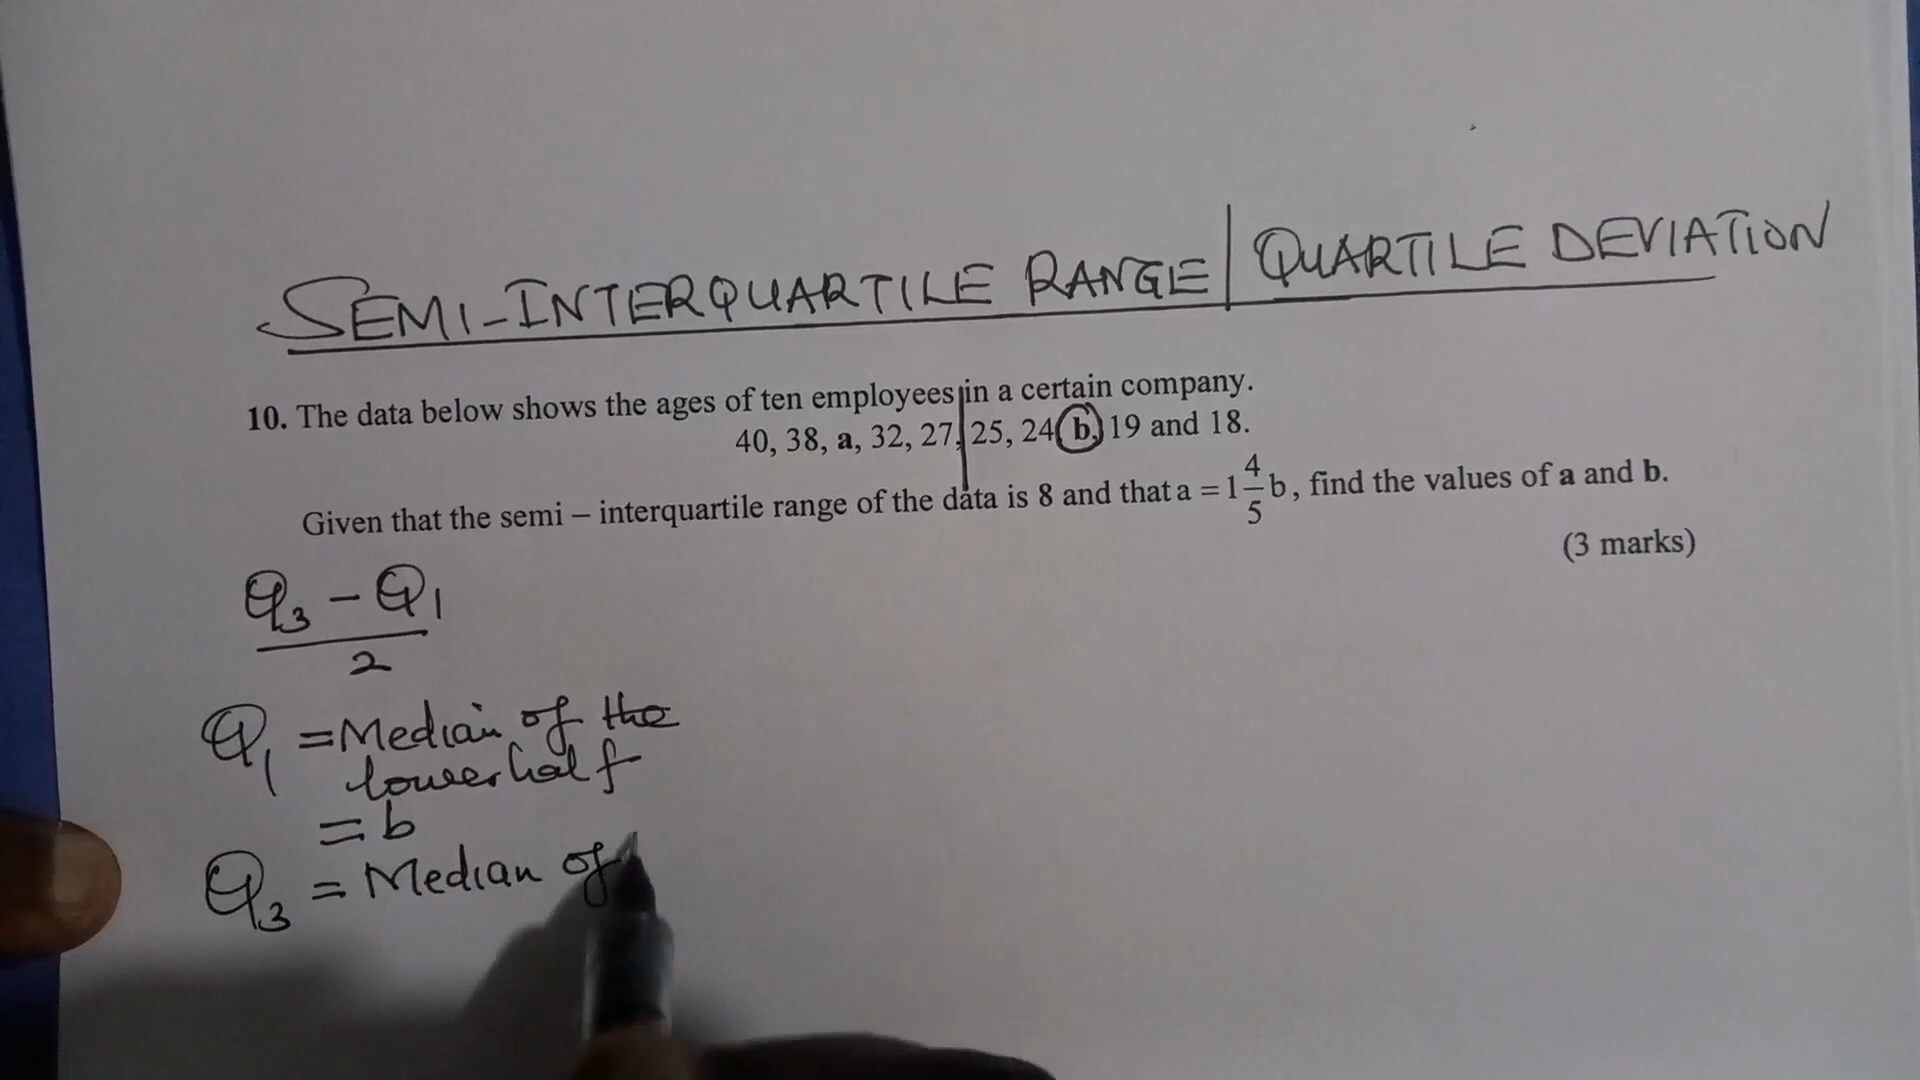 SEMI-INTERQUARTILE RANGE/QUARTILE DEVIATION
10. The data below shows the ages of ten employees in a certain company.
40, 38, a, 32, 27, 25, 24, b, 19 and 18.
Given that the semi – interquartile range of the data is 8 and that a = 1 4/5 b, find the values of a and b.
(3 marks)
Q3 - Q1
2
Q1 = Median of the
lower half
= b
Q3 = Median of